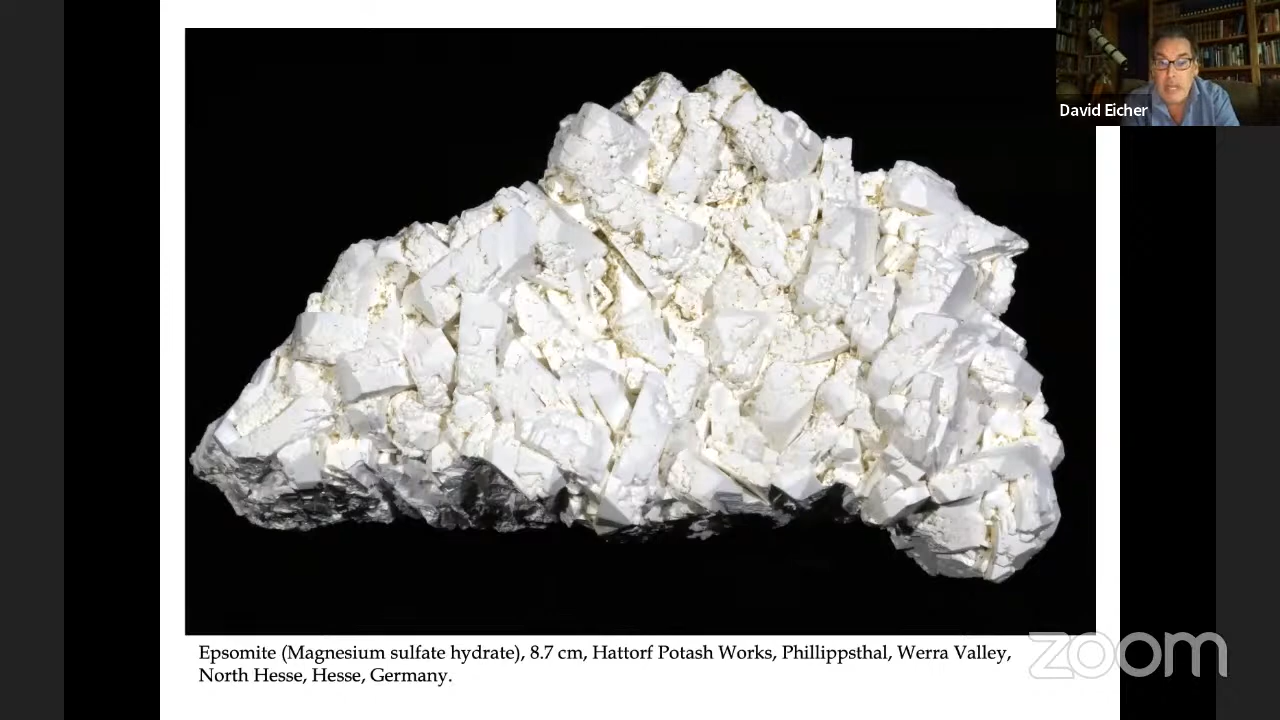 David Eicher
Epsomite (Magnesium sulfate hydrate), 8.7 cm, Hattorf Potash Works, Phillippsthal, Werra Valley,
North Hesse, Hesse, Germany.
zoom